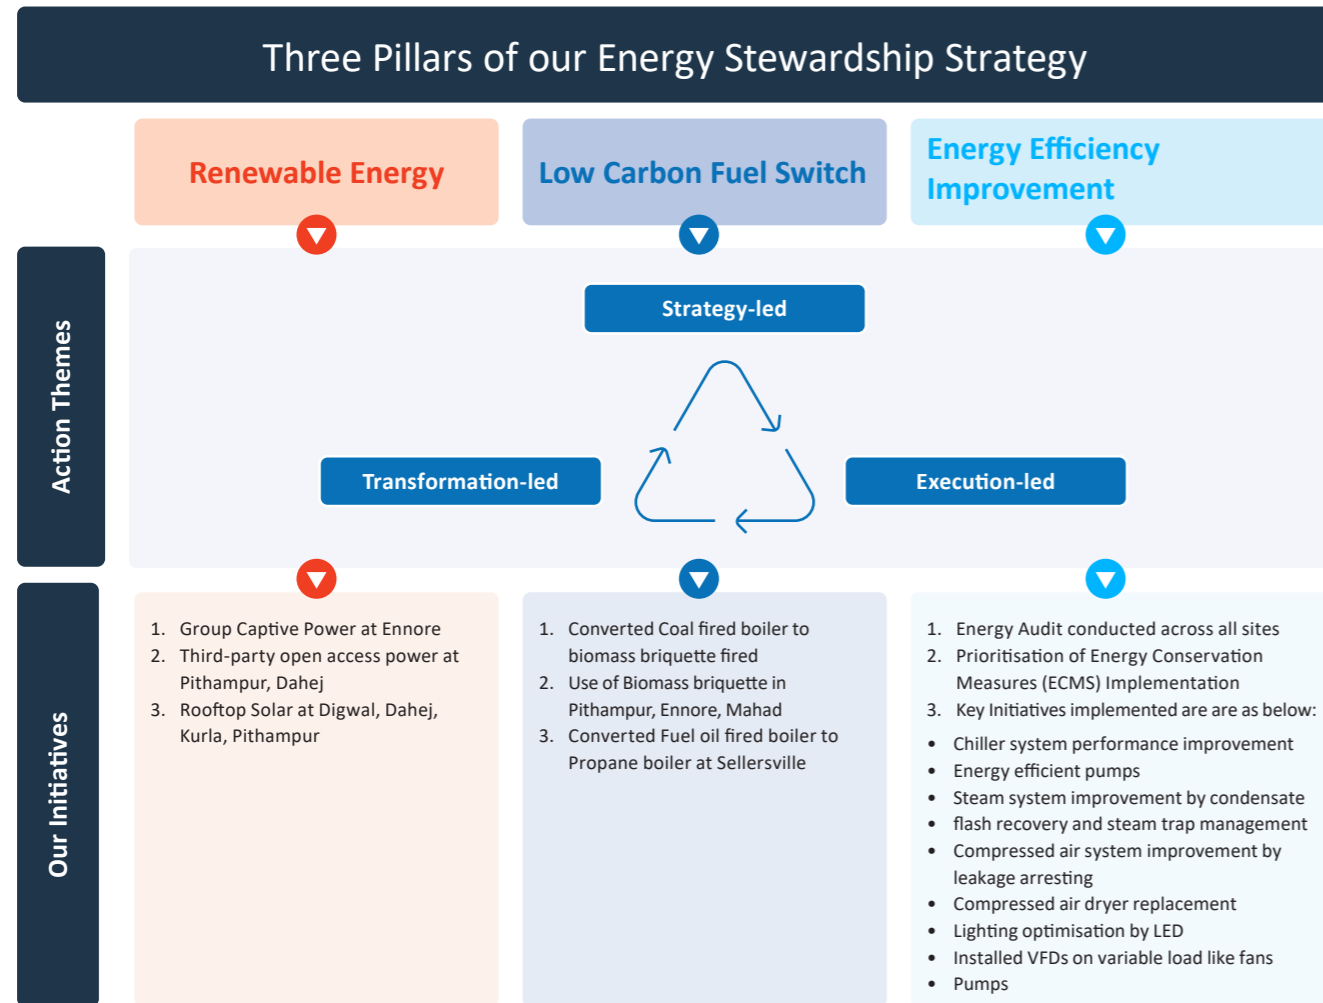 Three Pillars of our Energy Stewardship Strategy
Renewable Energy
Low Carbon Fuel Switch
Energy Efficiency
Improvement
Action Themes
Strategy-led
Transformation-led
Execution-led
Our Initiatives
1. Group Captive Power at Ennore
2. Third-party open access power at
Pithampur, Dahej
3. Rooftop Solar at Digwal, Dahej,
Kurla, Pithampur
1. Converted Coal fired boiler to
biomass briquette fired
2. Use of Biomass briquette in
Pithampur, Ennore, Mahad
3. Converted Fuel oil fired boiler to
Propane boiler at Sellersville
1. Energy Audit conducted across all sites
2. Prioritisation of Energy Conservation
Measures (ECMS) Implementation
3. Key Initiatives implemented are are as below:
• Chiller system performance improvement
• Energy efficient pumps
• Steam system improvement by condensate
• flash recovery and steam trap management
• Compressed air system improvement by
leakage arresting
• Compressed air dryer replacement
• Lighting optimisation by LED
• Installed VFDs on variable load like fans
• Pumps